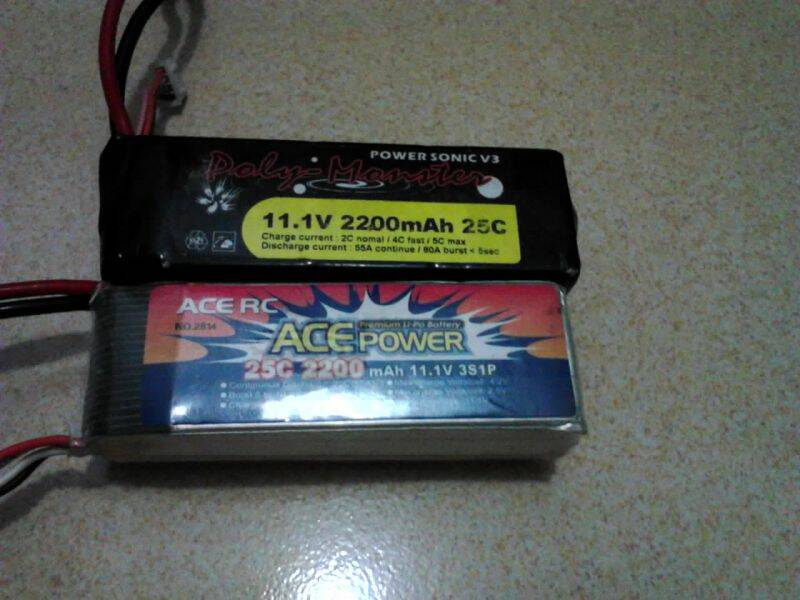 POWER SONIC V3
Poly-Monster
11.1V 2200mAh 25C
Charge current : 2C nomal / 4C fast / 5C max
Discharge current : 55A continue / 80A burst < 5sec
ACE RC
NO.2814
Premium Li-Po Battery
ACE POWER
25C 2200 mAh 11.1V 3S1P